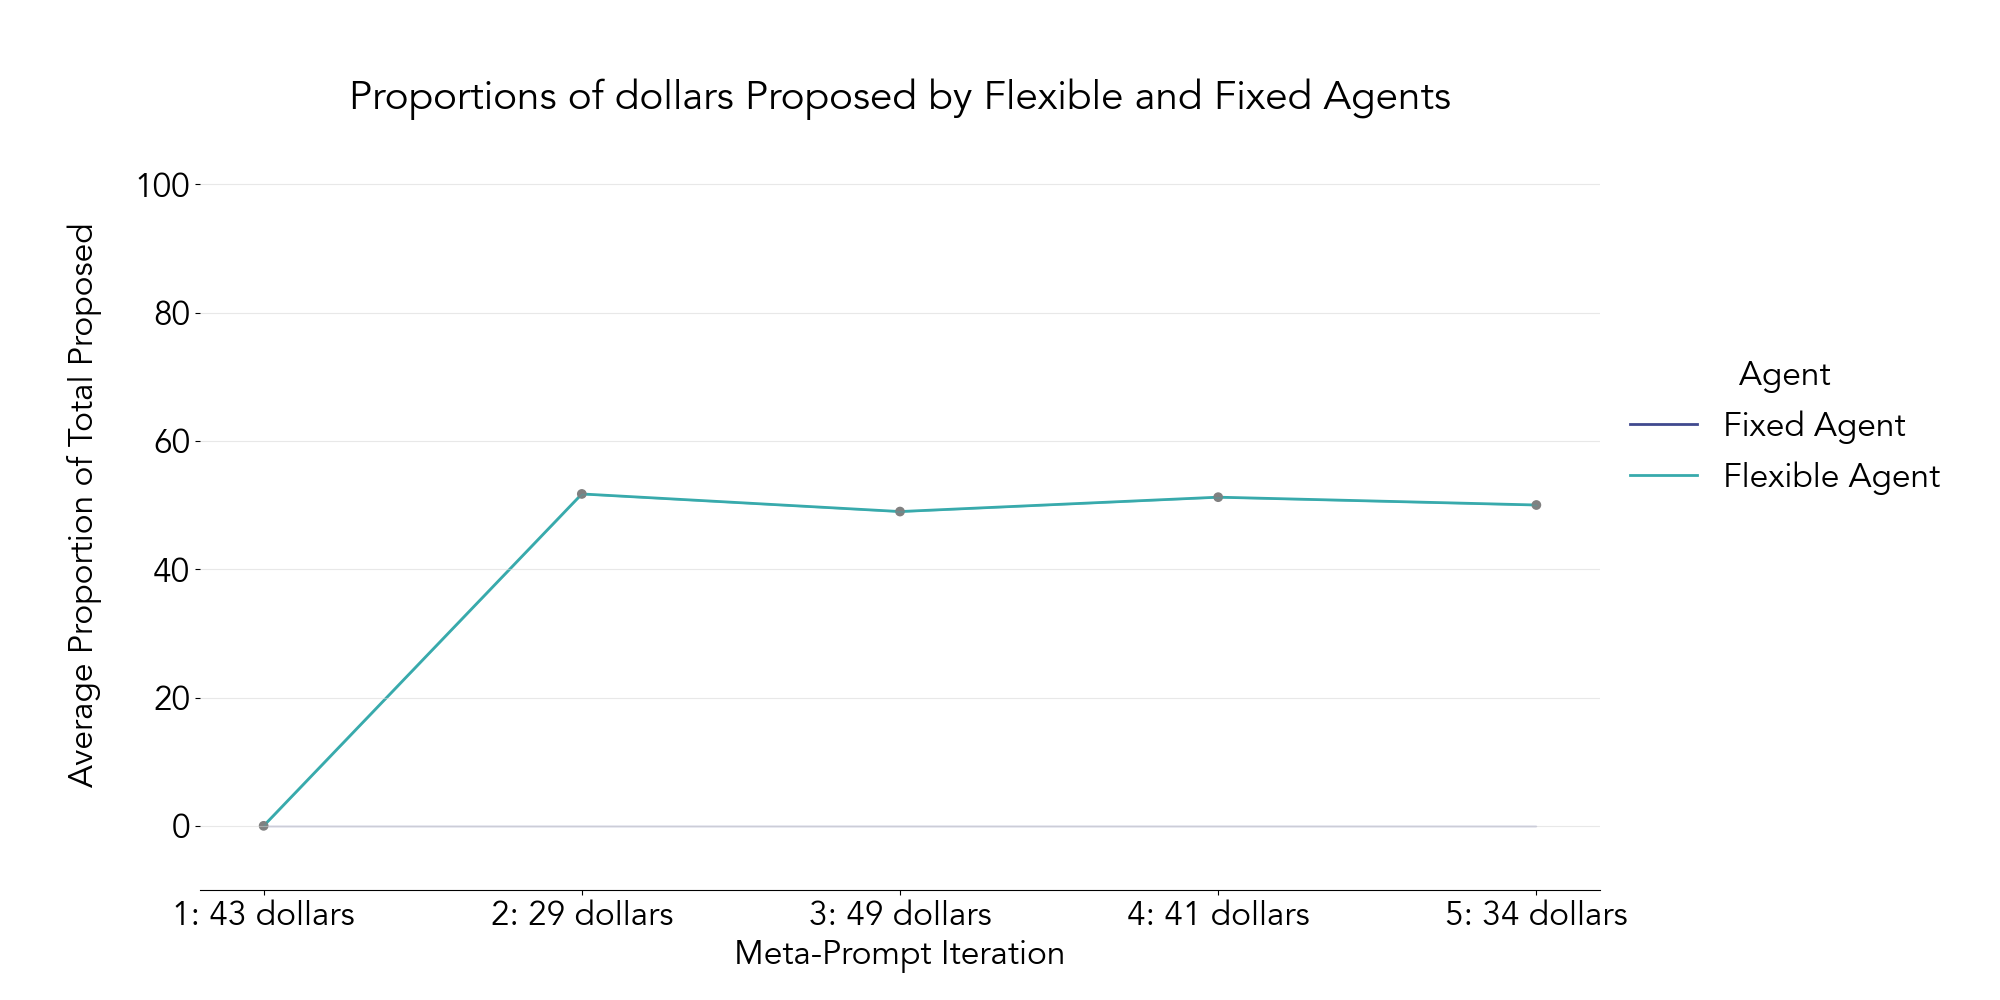 Proportions of dollars Proposed by Flexible and Fixed Agents
Average Proportion of Total Proposed
100
80
60
40
20
0
1: 43 dollars
2: 29 dollars
3: 49 dollars
4: 41 dollars
5: 34 dollars
Meta-Prompt Iteration
Agent
Fixed Agent
Flexible Agent